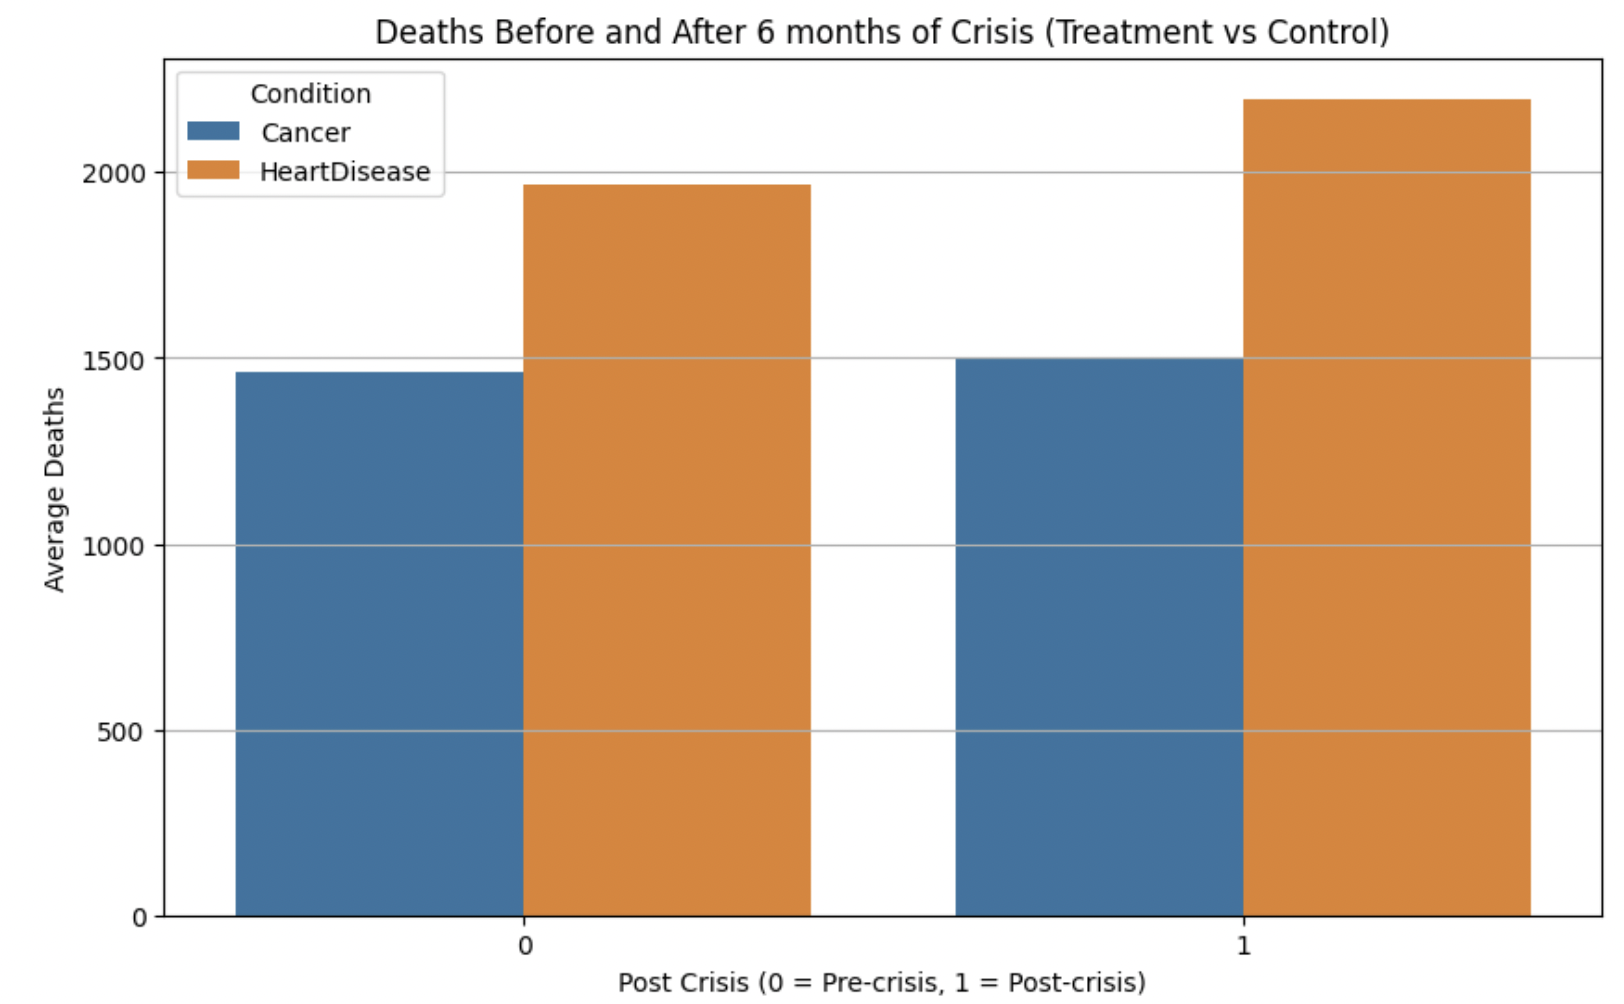 Deaths Before and After 6 months of Crisis (Treatment vs Control)
Condition
Cancer
HeartDisease
2000
1500
1000
500
0
Average Deaths
0 1
Post Crisis (0 = Pre-crisis, 1 = Post-crisis)